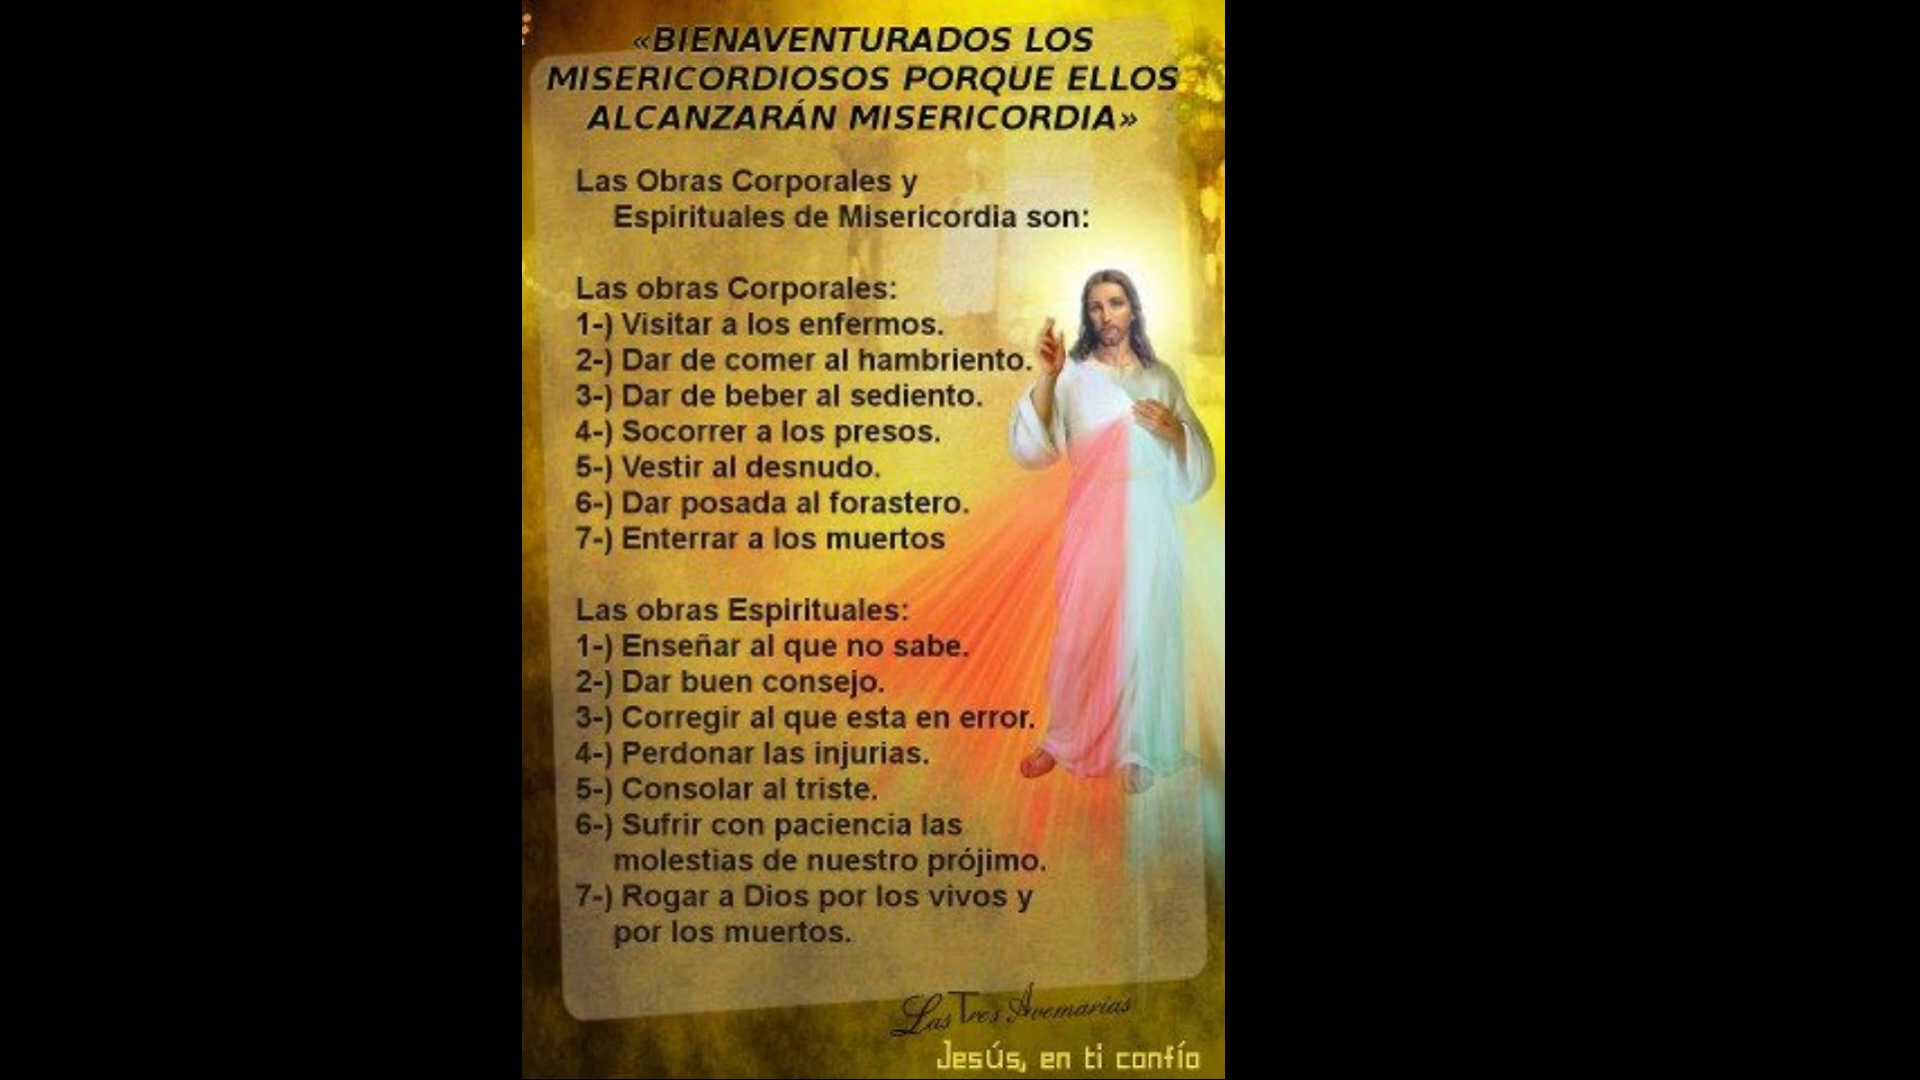 «BIENAVENTURADOS LOS
MISERICORDIOSOS PORQUE ELLOS
ALCANZARÁN MISERICORDIA»
Las Obras Corporales y
Espirituales de Misericordia son:
Las obras Corporales:
1-) Visitar a los enfermos.
2-) Dar de comer al hambriento.
3-) Dar de beber al sediento.
4-) Socorrer a los presos.
5-) Vestir al desnudo.
6-) Dar posada al forastero.
7-) Enterrar a los muertos
Las obras Espirituales:
1-) Enseñar al que no sabe.
2-) Dar buen consejo.
3-) Corregir al que esta en error.
4-) Perdonar las injurias.
5-) Consolar al triste.
6-) Sufrir con paciencia las
molestias de nuestro prójimo.
7-) Rogar a Dios por los vivos y
por los muertos.
Las Tres Avemarías
Jesús, en ti confío